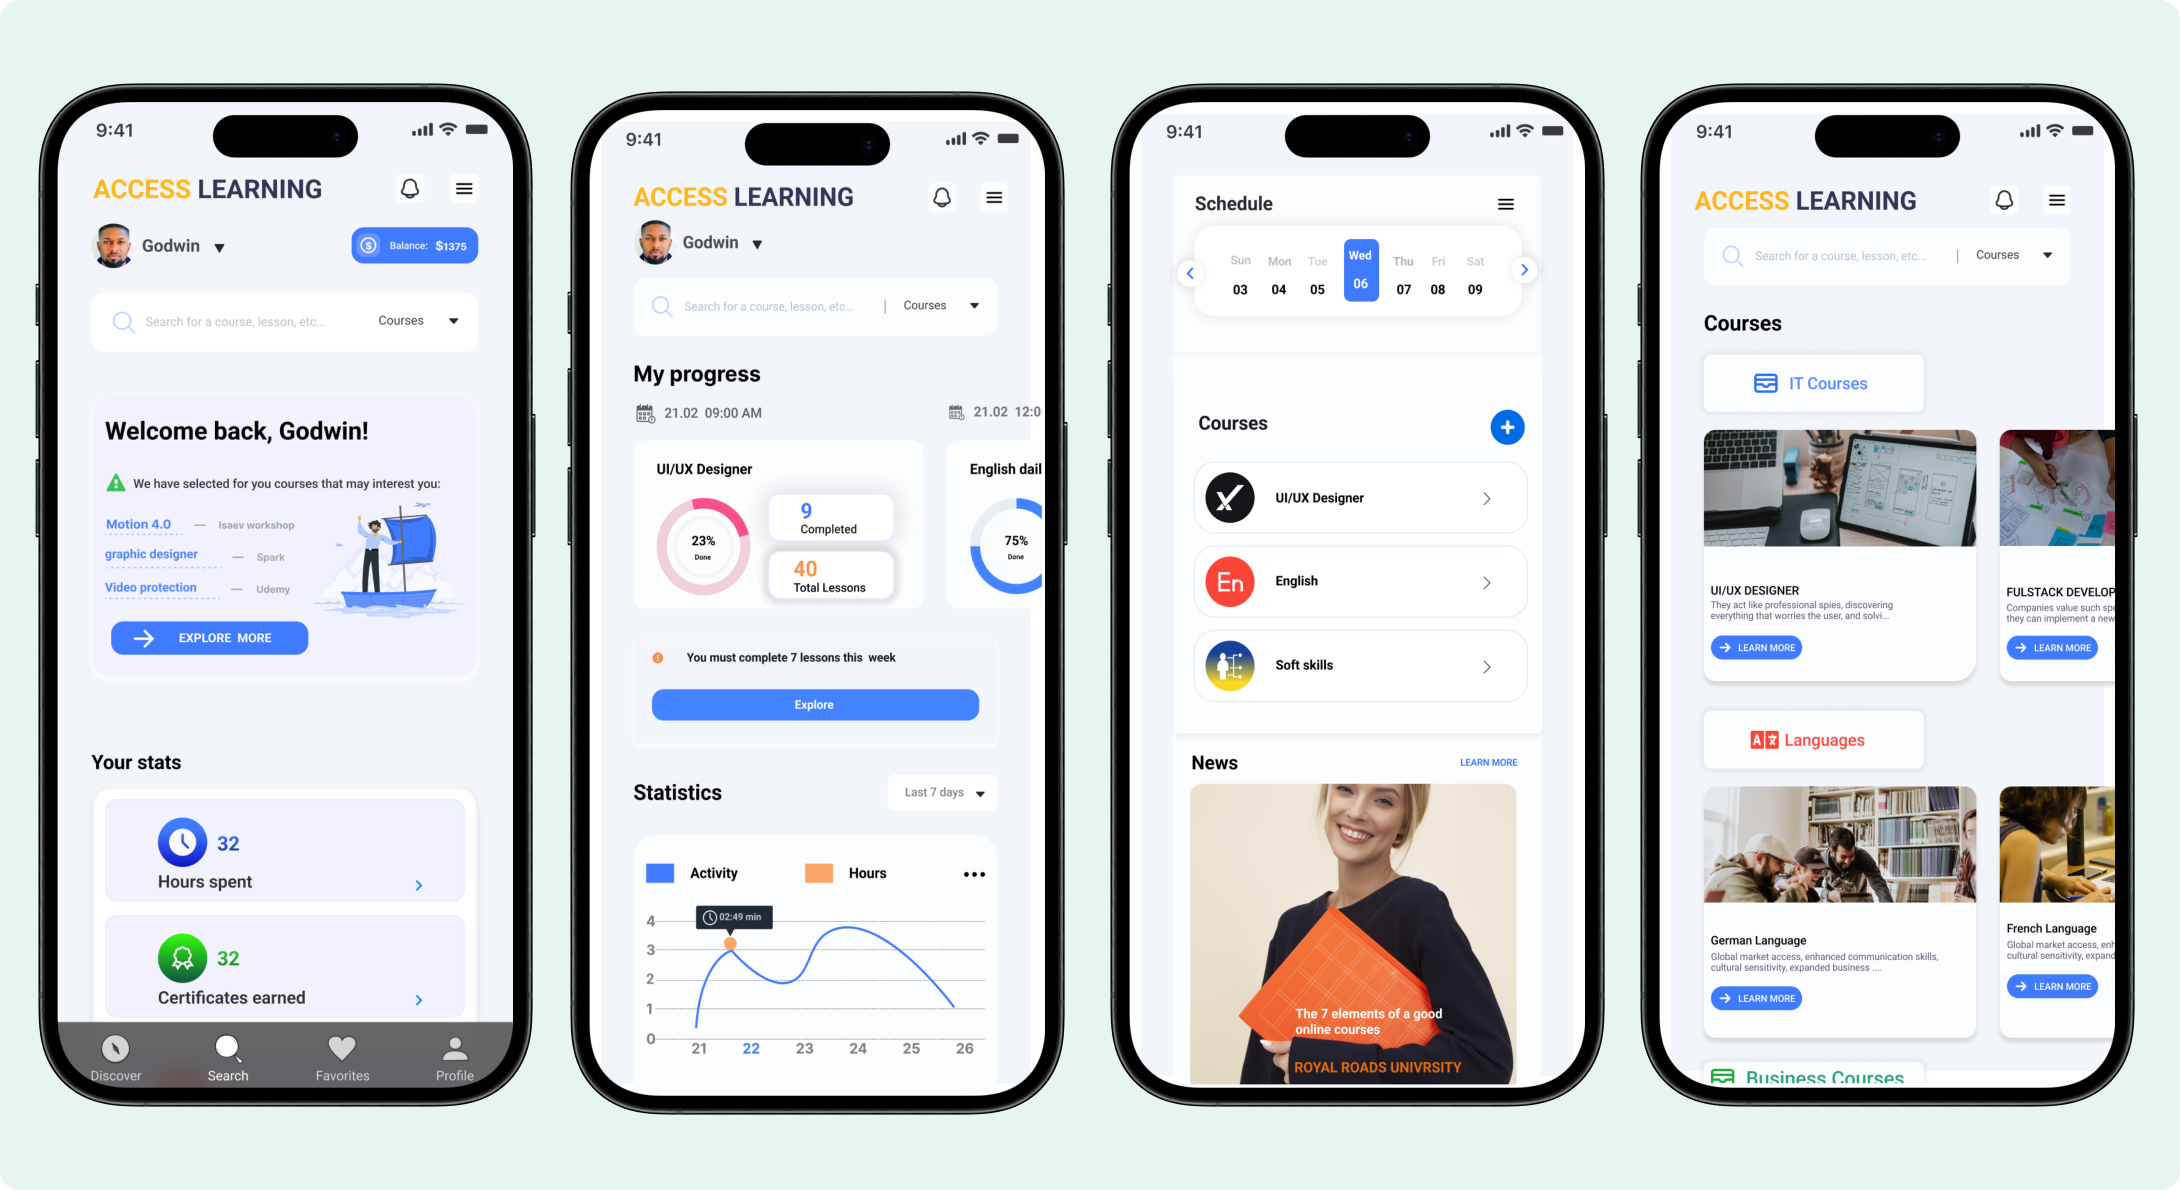 9:41
ACCESS LEARNING
Godwin
Balance: $1375
Search for a course, lesson, etc...
Courses
Welcome back, Godwin!
We have selected for you courses that may interest you:
Motion 4.0 — Isaev workshop
graphic designer — Spark
Video protection — Udemy
EXPLORE MORE
Your stats
32
Hours spent
32
Certificates earned
Discover
Search
Favorites
Profile
9:41
ACCESS LEARNING
Godwin
Search for a course, lesson, etc... | Courses
My progress
21.02 09:00 AM
21.02 12:0
UI/UX Designer
23%
Done
9
Completed
40
Total Lessons
English dail
75%
Done
You must complete 7 lessons this week
Explore
Statistics
Last 7 days
Activity
Hours
02:49 min
4
3
2
1
0
21 22 23 24 25 26
9:41
Schedule
Sun Mon Tue Wed Thu Fri Sat
03 04 05 06 07 08 09
Courses
UI/UX Designer
En
English
Soft skills
News
LEARN MORE
The 7 elements of a good
online courses
ROYAL ROADS UNIVRSITY
9:41
ACCESS LEARNING
Search for a course, lesson, etc... | Courses
Courses
IT Courses
UI/UX DESIGNER
They act like professional spies, discovering
everything that worries the user, and solvi...
LEARN MORE
FULSTACK DEVELOP
Companies value such spe
they can implement a new
LEARN MORE
Languages
German Language
Global market access, enhanced communication skills,
cultural sensitivity, expanded business ....
LEARN MORE
French Language
Global market access, enh
cultural sensitivity, expand
LEARN MORE
Business Courses